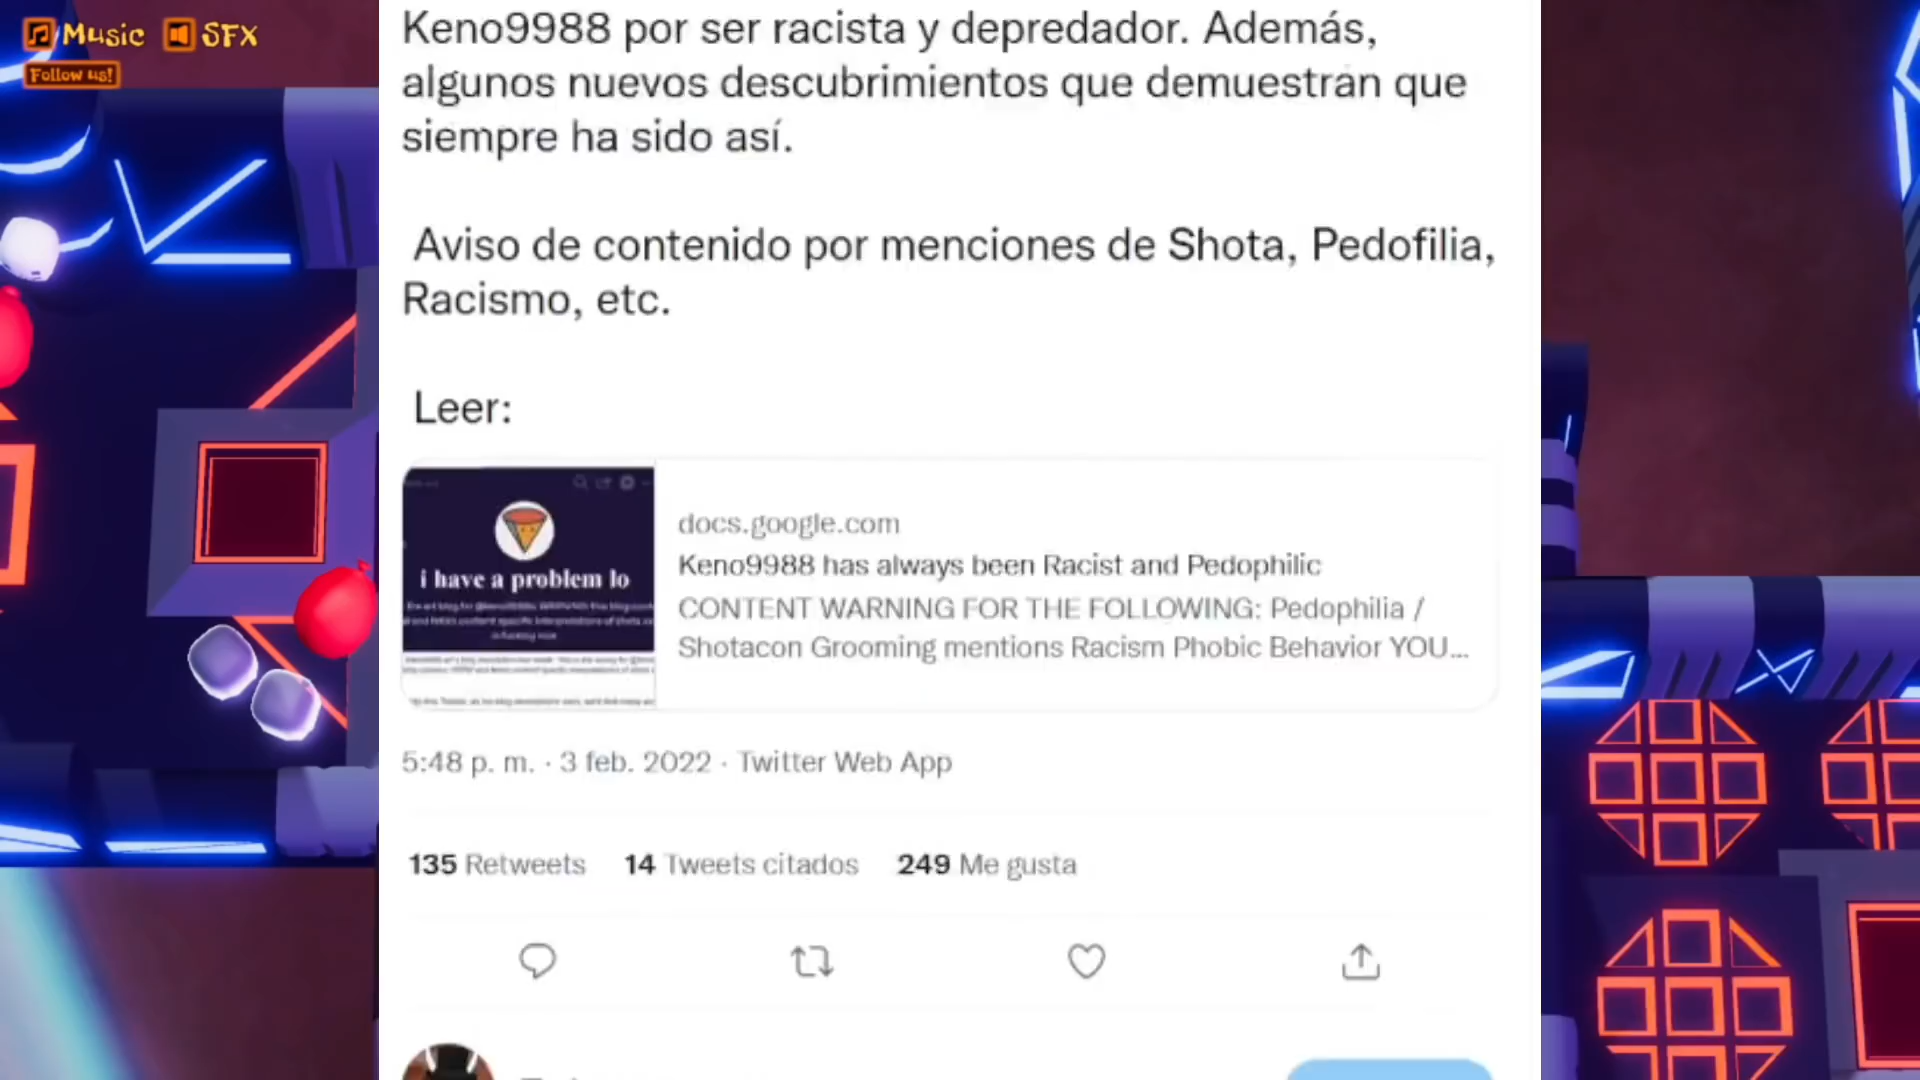 Music SFX
Follow us!
Keno9988 por ser racista y depredador. Además,
algunos nuevos descubrimientos que demuestran que
siempre ha sido así.
Aviso de contenido por menciones de Shota, Pedofilia,
Racismo, etc.
Leer:
i have a problem lo
docs.google.com
Keno9988 has always been Racist and Pedophilic
CONTENT WARNING FOR THE FOLLOWING: Pedophilia /
Shotacon Grooming mentions Racism Phobic Behavior YOU...
5:48 p. m. · 3 feb. 2022 · Twitter Web App
135 Retweets 14 Tweets citados 249 Me gusta